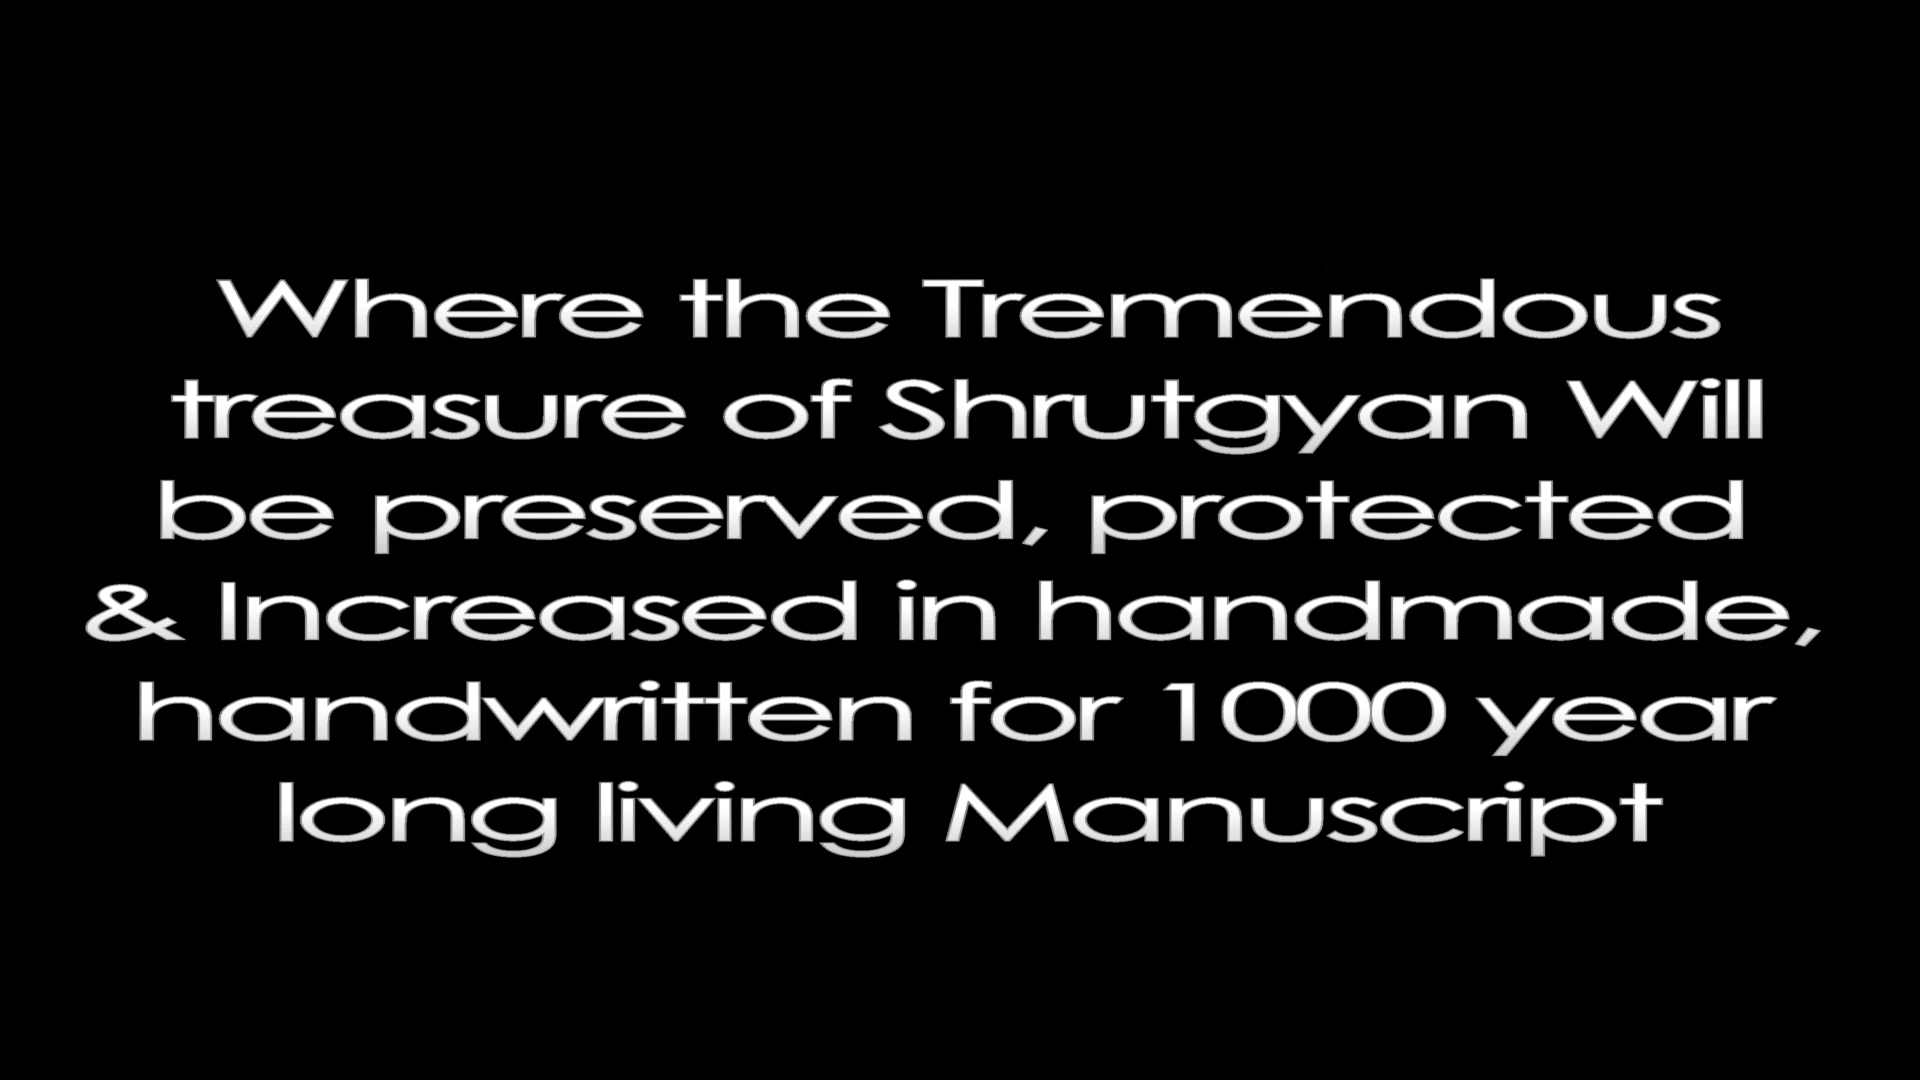 Where the Tremendous
treasure of Shrutgyan Will
be preserved, protected
& Increased in handmade,
handwritten for 1000 year
long living Manuscript